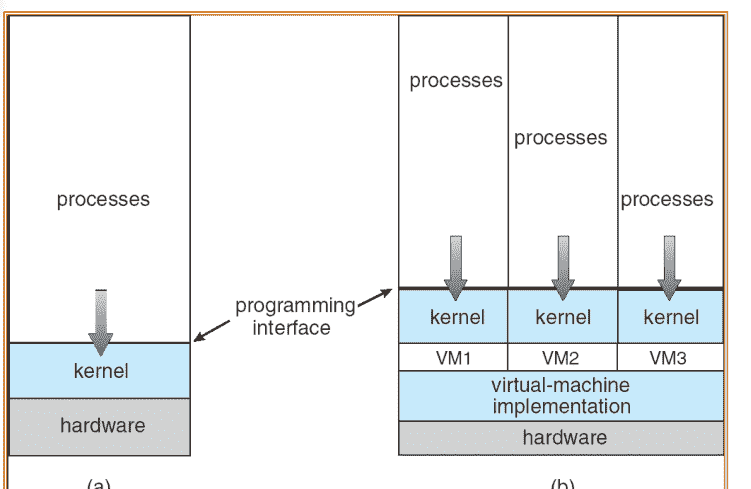 processes
processes
processes
processes
programming
interface
kernel
hardware
kernel
kernel
kernel
VM1
VM2
VM3
virtual-machine
implementation
hardware
(a)
(b)